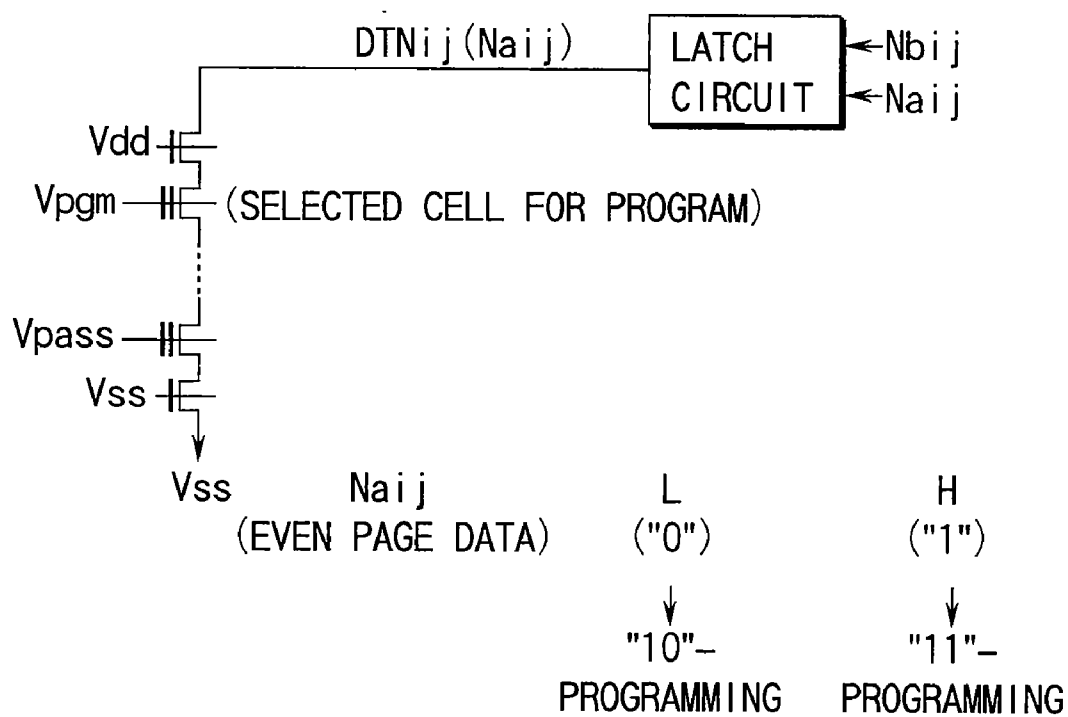 DTNij(Naij)
LATCH
CIRCUIT
Nbij
Naij
Vdd
Vpgm
(SELECTED CELL FOR PROGRAM)
Vpass
Vss
Vss Naij L H
(EVEN PAGE DATA) ("0") ("1")
"10"– "11"–
PROGRAMMING PROGRAMMING